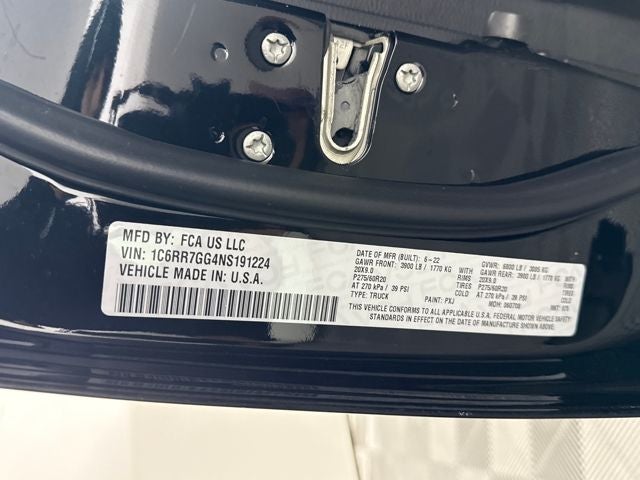 MFD BY: FCA US LLC
VIN: 1C6RR7GG4NS191224
VEHICLE MADE IN U.S.A.
DATE OF MFR (BUILT): 6-22 GVWR: 6800 LB / 3085 KG
GAWR FRONT: 3900 LB / 1770 KG GAWR REAR: 3900 LB / 1770 KG
20X9.0 RIMS 20X9.0
P275/60R20 TIRES P275/60R20
AT 270 kPa / 39 PSI COLD AT 270 kPa / 39 PSI
TYPE: TRUCK PAINT: PXJ MDH: 060708
THIS VEHICLE CONFORMS TO ALL APPLICABLE U.S.A. FEDERAL MOTOR VEHICLE SAFETY
STANDARDS IN EFFECT ON THE DATE OF MANUFACTURE SHOWN ABOVE.